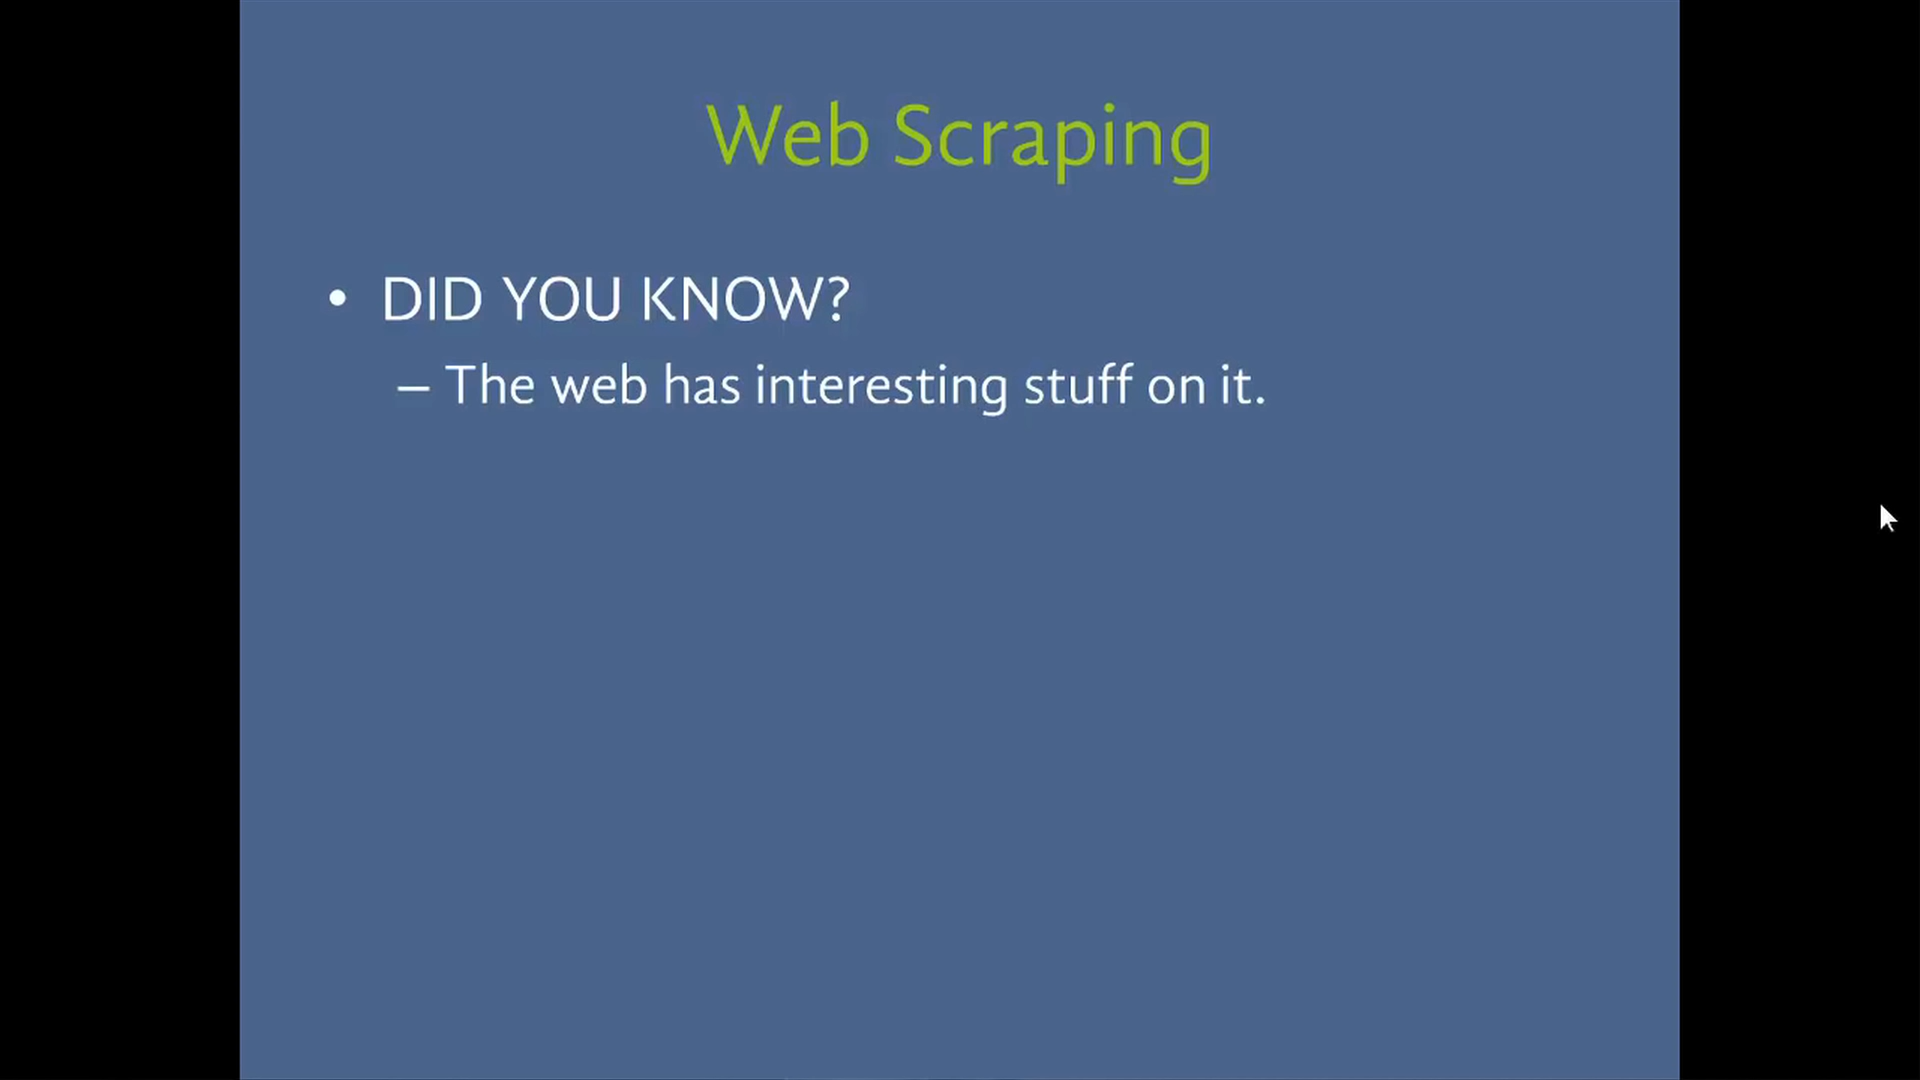 Web Scraping
• DID YOU KNOW?
– The web has interesting stuff on it.